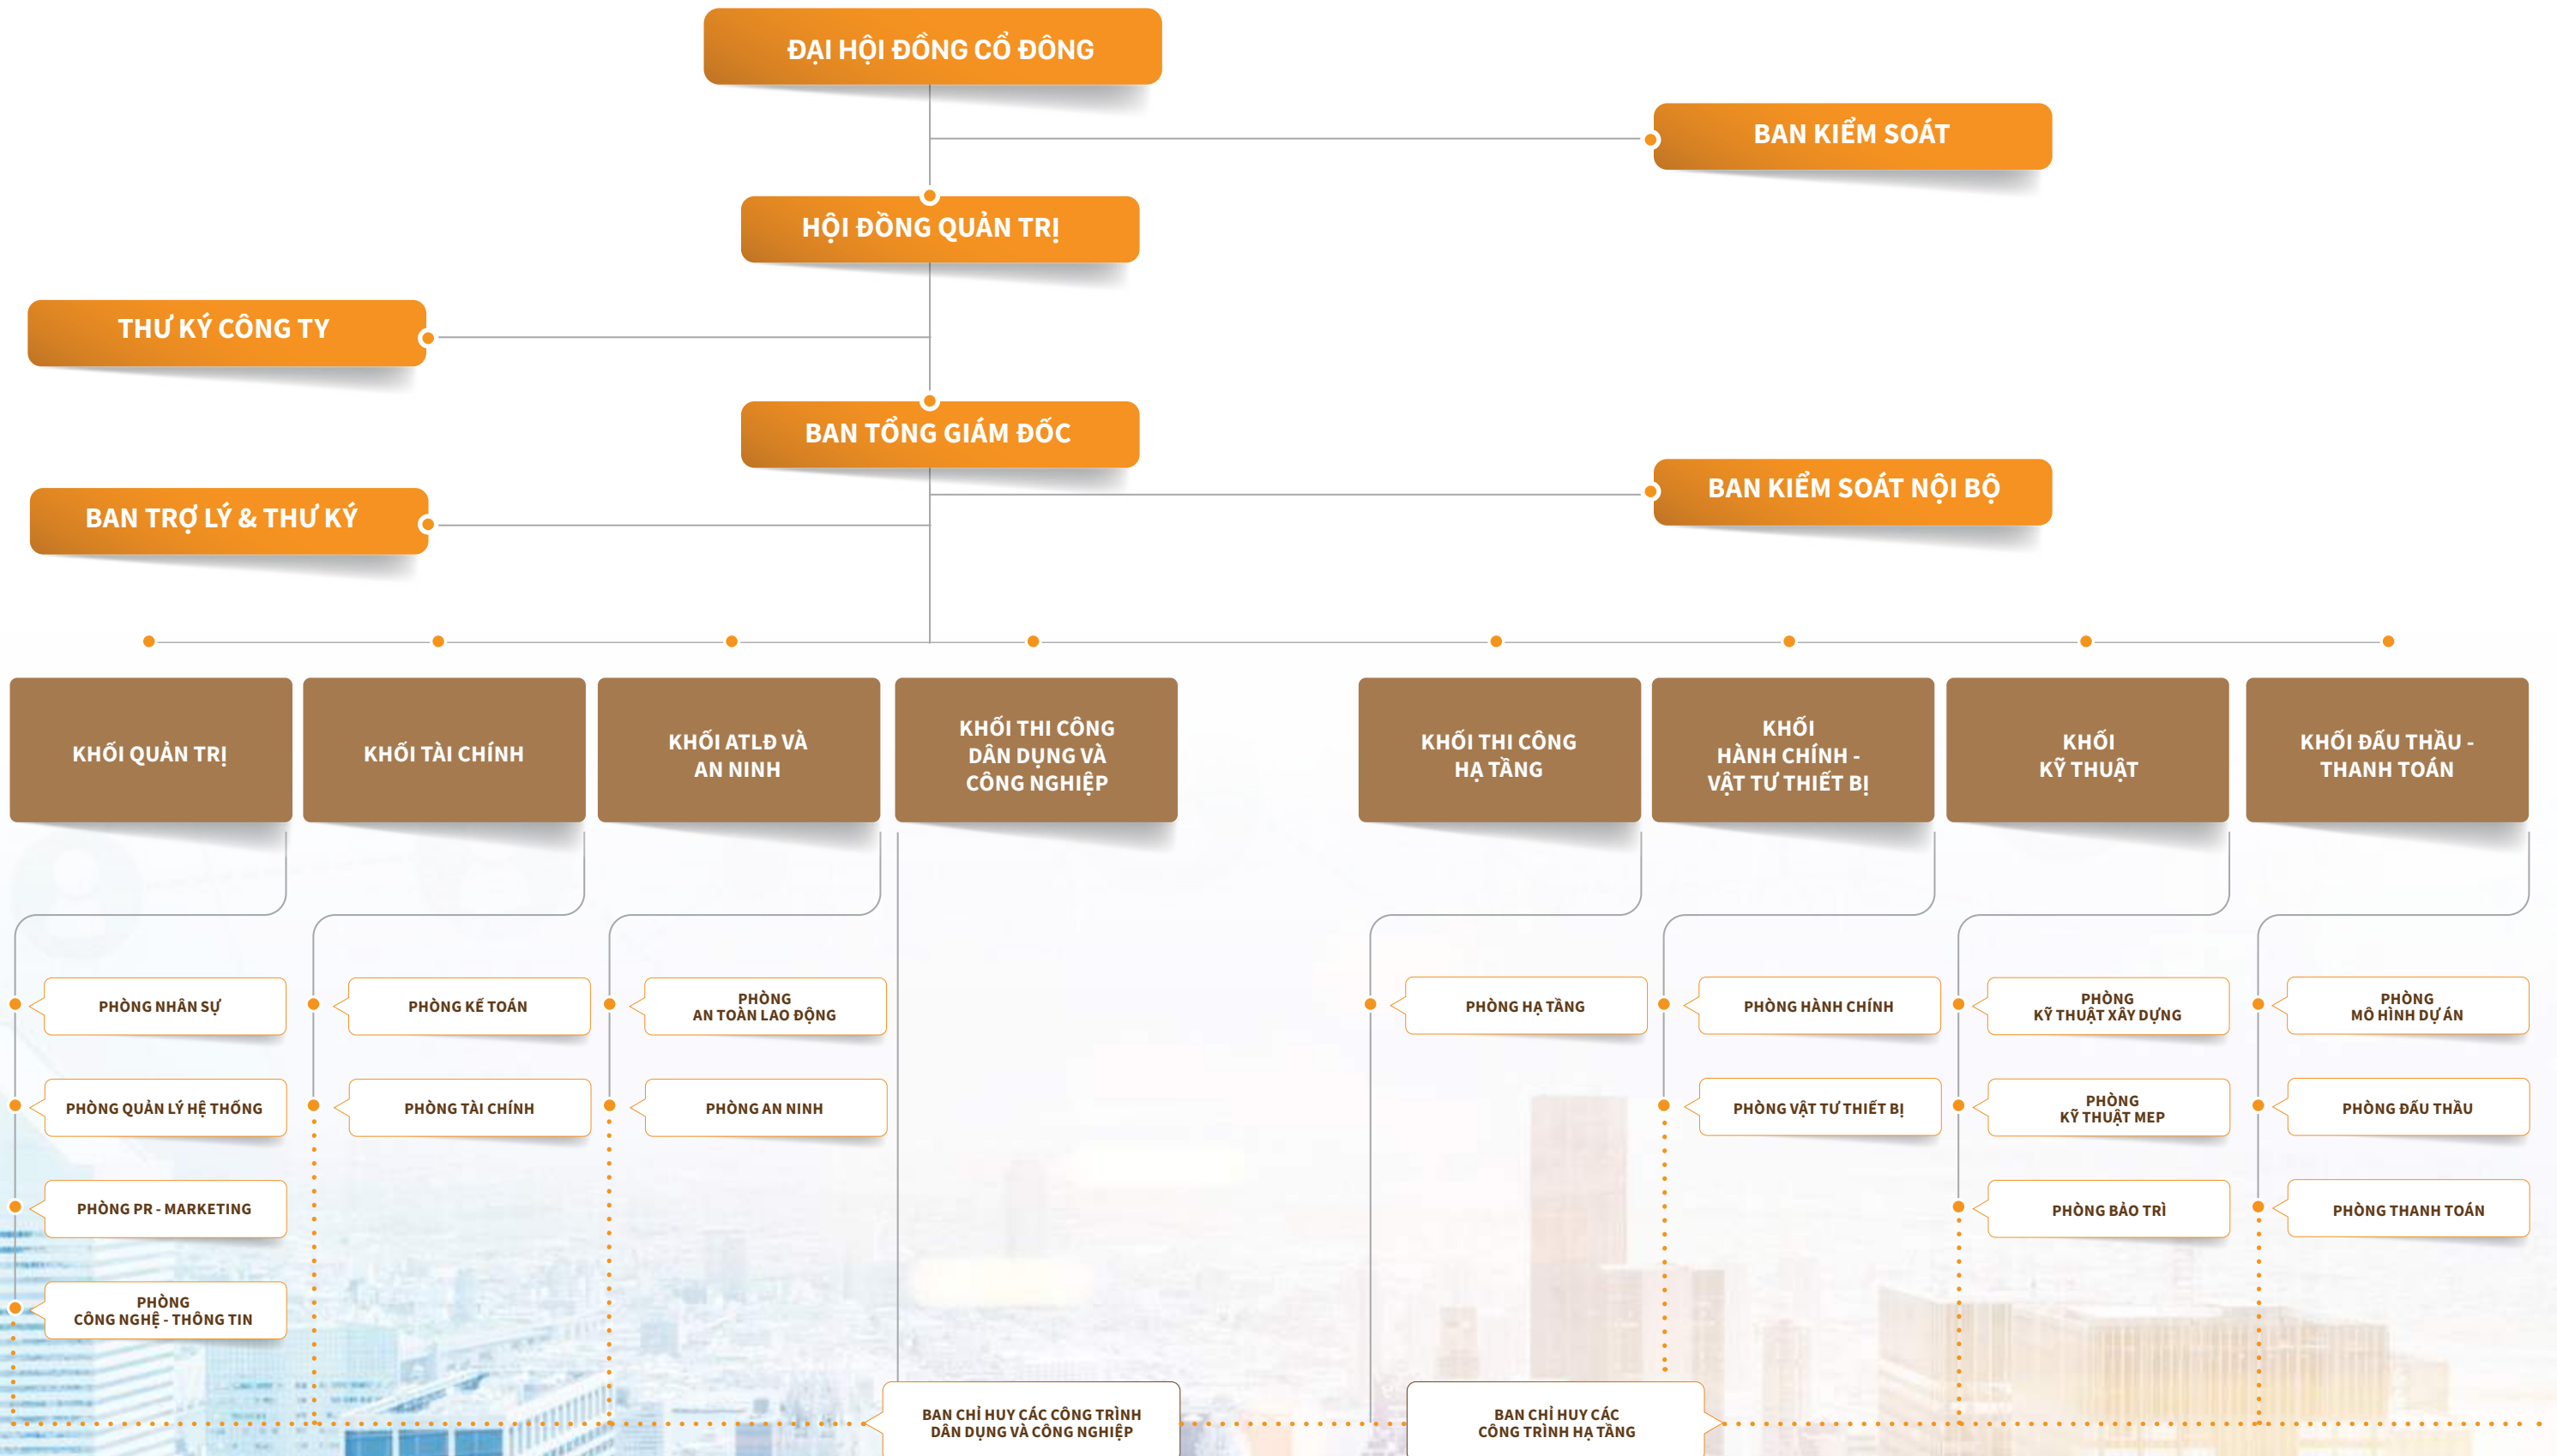 ĐẠI HỘI ĐỒNG CỔ ĐÔNG
BAN KIỂM SOÁT
HỘI ĐỒNG QUẢN TRỊ
THƯ KÝ CÔNG TY
BAN TỔNG GIÁM ĐỐC
BAN KIỂM SOÁT NỘI BỘ
BAN TRỢ LÝ & THƯ KÝ
KHỐI QUẢN TRỊ
KHỐI TÀI CHÍNH
KHỐI ATLĐ VÀ
AN NINH
KHỐI THI CÔNG
DÂN DỤNG VÀ
CÔNG NGHIỆP
KHỐI THI CÔNG
HẠ TẦNG
KHỐI
HÀNH CHÍNH -
VẬT TƯ THIẾT BỊ
KHỐI
KỸ THUẬT
KHỐI ĐẤU THẦU -
THANH TOÁN
PHÒNG NHÂN SỰ
PHÒNG KẾ TOÁN
PHÒNG
AN TOÀN LAO ĐỘNG
PHÒNG HẠ TẦNG
PHÒNG HÀNH CHÍNH
PHÒNG
KỸ THUẬT XÂY DỰNG
PHÒNG
MÔ HÌNH DỰ ÁN
PHÒNG QUẢN LÝ HỆ THỐNG
PHÒNG TÀI CHÍNH
PHÒNG AN NINH
PHÒNG VẬT TƯ THIẾT BỊ
PHÒNG
KỸ THUẬT MEP
PHÒNG ĐẤU THẦU
PHÒNG PR - MARKETING
PHÒNG BẢO TRÌ
PHÒNG THANH TOÁN
PHÒNG
CÔNG NGHỆ - THÔNG TIN
BAN CHỈ HUY CÁC CÔNG TRÌNH
DÂN DỤNG VÀ CÔNG NGHIỆP
BAN CHỈ HUY CÁC
CÔNG TRÌNH HẠ TẦNG